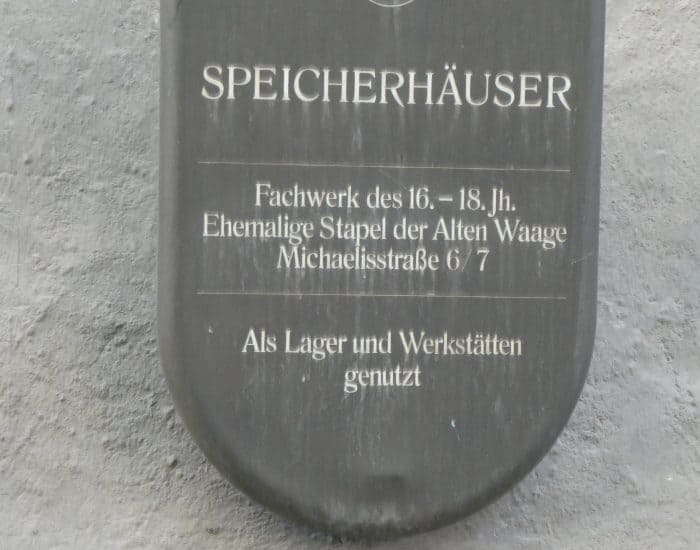 SPEICHERHÄUSER
Fachwerk des 16. – 18. Jh.
Ehemalige Stapel der Alten Waage
Michaelisstraße 6/7
Als Lager und Werkstätten
genutzt